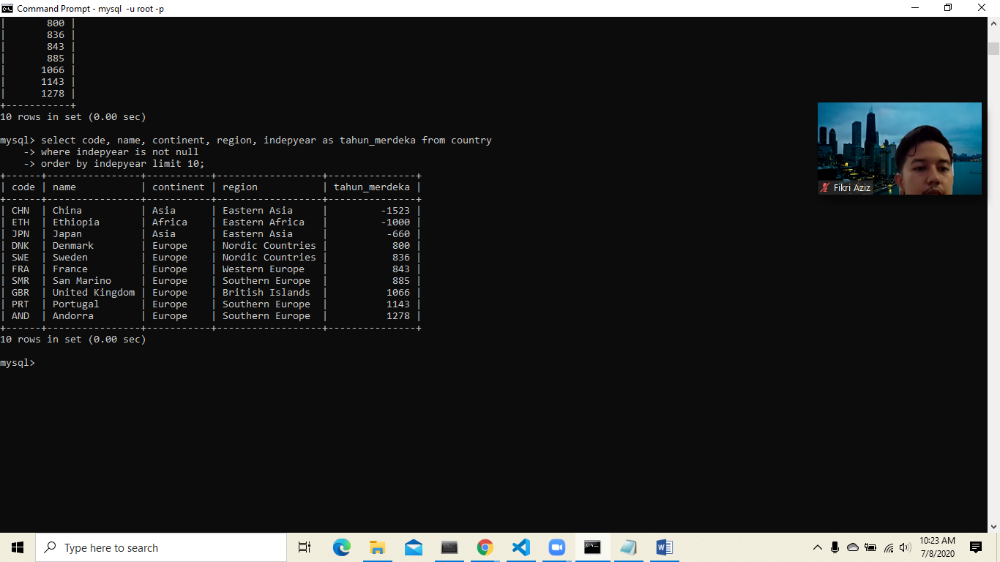 Command Prompt - mysql -u root -p
|       800 |
|       836 |
|       843 |
|       885 |
|      1066 |
|      1143 |
|      1278 |
+-----------+
10 rows in set (0.00 sec)
mysql> select code, name, continent, region, indepyear as tahun_merdeka from country
    -> where indepyear is not null
    -> order by indepyear limit 10;
+------+----------------+-----------+------------------+---------------+
| code | name           | continent | region           | tahun_merdeka |
+------+----------------+-----------+------------------+---------------+
| CHN  | China          | Asia      | Eastern Asia     |         -1523 |
| ETH  | Ethiopia       | Africa    | Eastern Africa   |         -1000 |
| JPN  | Japan          | Asia      | Eastern Asia     |          -660 |
| DNK  | Denmark        | Europe    | Nordic Countries |           800 |
| SWE  | Sweden         | Europe    | Nordic Countries |           836 |
| FRA  | France         | Europe    | Western Europe   |           843 |
| SMR  | San Marino     | Europe    | Southern Europe  |           885 |
| GBR  | United Kingdom | Europe    | British Islands  |          1066 |
| PRT  | Portugal       | Europe    | Southern Europe  |          1143 |
| AND  | Andorra        | Europe    | Southern Europe  |          1278 |
+------+----------------+-----------+------------------+---------------+
10 rows in set (0.00 sec)
mysql>
Fikri Aziz
Type here to search
10:23 AM
7/8/2020